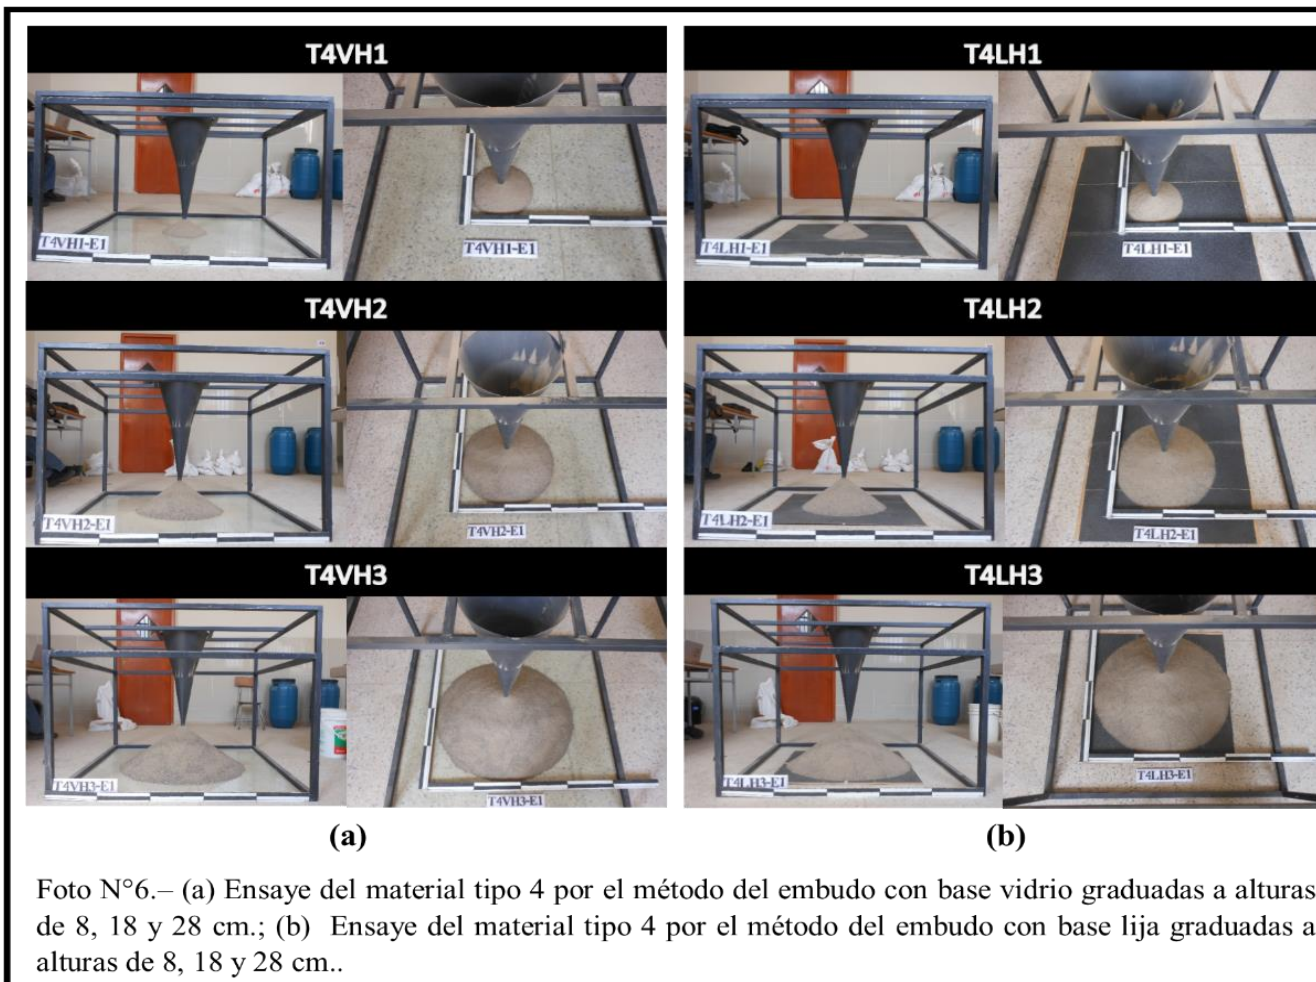 T4VH1
T4LH1
T4VH1-E1
T4VH1-E1
T4LH1-E1
T4LH1-E1
T4VH2
T4LH2
T4VH2-E1
T4VH2-E1
T4LH2-E1
T4LH2-E1
T4VH3
T4LH3
T4VH3-E1
T4VH3-E1
T4LH3-E1
T4LH3-E1
(a)
(b)
Foto N°6.– (a) Ensaye del material tipo 4 por el método del embudo con base vidrio graduadas a alturas
de 8, 18 y 28 cm.; (b) Ensaye del material tipo 4 por el método del embudo con base lija graduadas a
alturas de 8, 18 y 28 cm..